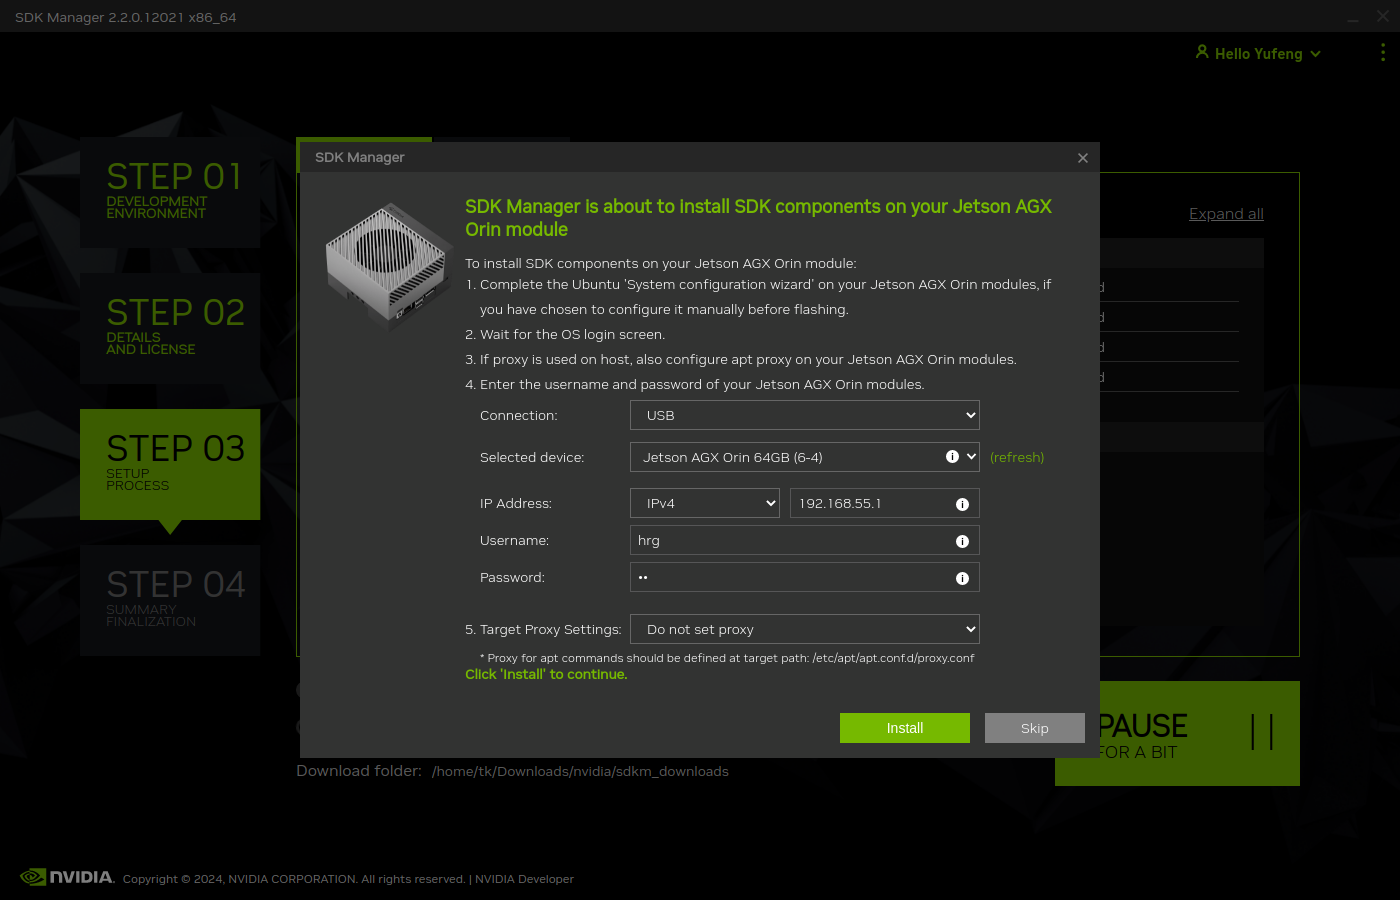 SDK Manager 2.2.0.12021 x86_64
Hello Yufeng
STEP 01
DEVELOPMENT
ENVIRONMENT
STEP 02
DETAILS
AND LICENSE
STEP 03
SETUP
PROCESS
STEP 04
SUMMARY
FINALIZATION
Expand all
SDK Manager
SDK Manager is about to install SDK components on your Jetson AGX
Orin module
To install SDK components on your Jetson AGX Orin module:
1. Complete the Ubuntu 'System configuration wizard' on your Jetson AGX Orin modules, if
you have chosen to configure it manually before flashing.
2. Wait for the OS login screen.
3. If proxy is used on host, also configure apt proxy on your Jetson AGX Orin modules.
4. Enter the username and password of your Jetson AGX Orin modules.
Connection: USB
Selected device: Jetson AGX Orin 64GB (6-4) (refresh)
IP Address: IPv4 192.168.55.1
Username: hrg
Password: ••
5. Target Proxy Settings: Do not set proxy
* Proxy for apt commands should be defined at target path: /etc/apt/apt.conf.d/proxy.conf
Click 'Install' to continue.
Install Skip
PAUSE
FOR A BIT
Download folder: /home/tk/Downloads/nvidia/sdkm_downloads
NVIDIA. Copyright © 2024, NVIDIA CORPORATION. All rights reserved. | NVIDIA Developer